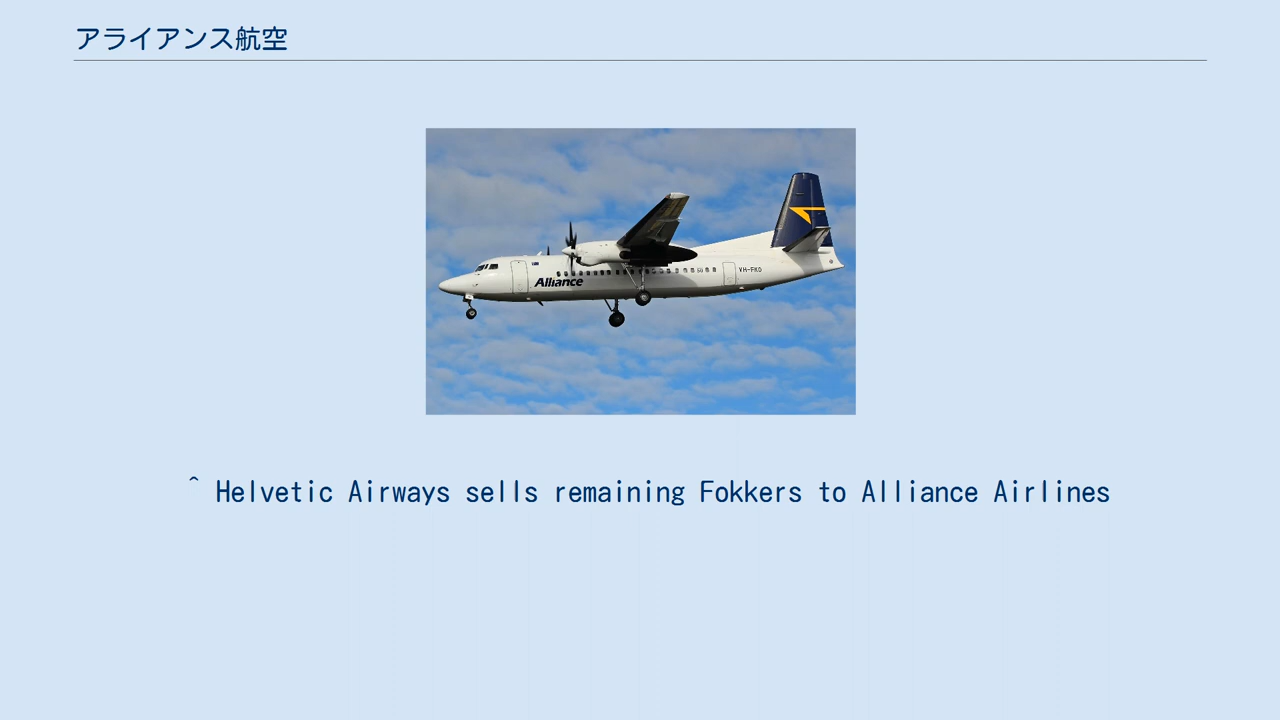 アライアンス航空
Alliance
VH-FKO
^ Helvetic Airways sells remaining Fokkers to Alliance Airlines